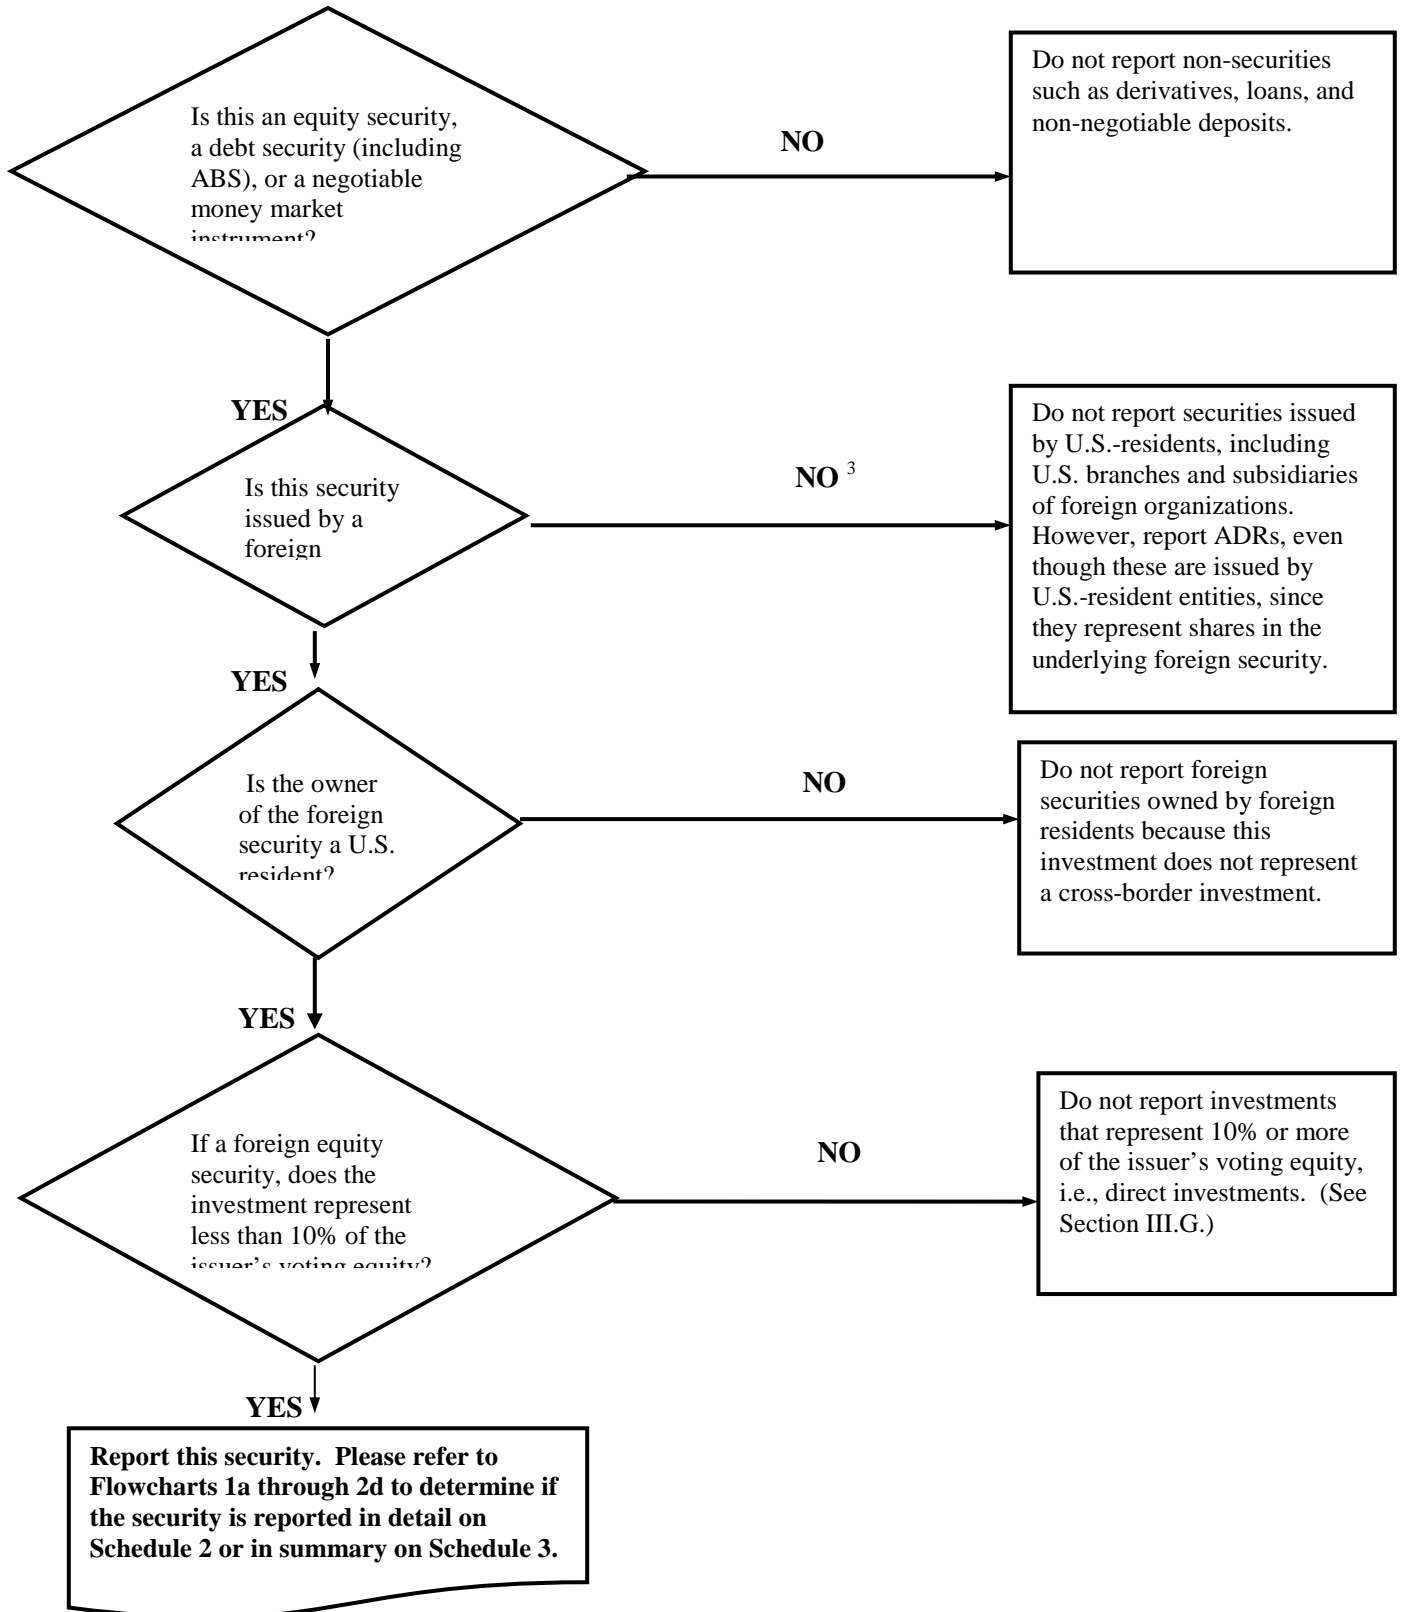 Is this an equity security,
a debt security (including
ABS), or a negotiable
money market
instrument?
NO
Do not report non-securities
such as derivatives, loans, and
non-negotiable deposits.
YES
Is this security
issued by a
foreign
NO 3
Do not report securities issued
by U.S.-residents, including
U.S. branches and subsidiaries
of foreign organizations.
However, report ADRs, even
though these are issued by
U.S.-resident entities, since
they represent shares in the
underlying foreign security.
YES
Is the owner
of the foreign
security a U.S.
resident?
NO
Do not report foreign
securities owned by foreign
residents because this
investment does not represent
a cross-border investment.
YES
If a foreign equity
security, does the
investment represent
less than 10% of the
issuer's voting equity?
NO
Do not report investments
that represent 10% or more
of the issuer's voting equity,
i.e., direct investments.  (See
Section III.G.)
YES
Report this security.  Please refer to
Flowcharts 1a through 2d to determine if
the security is reported in detail on
Schedule 2 or in summary on Schedule 3.